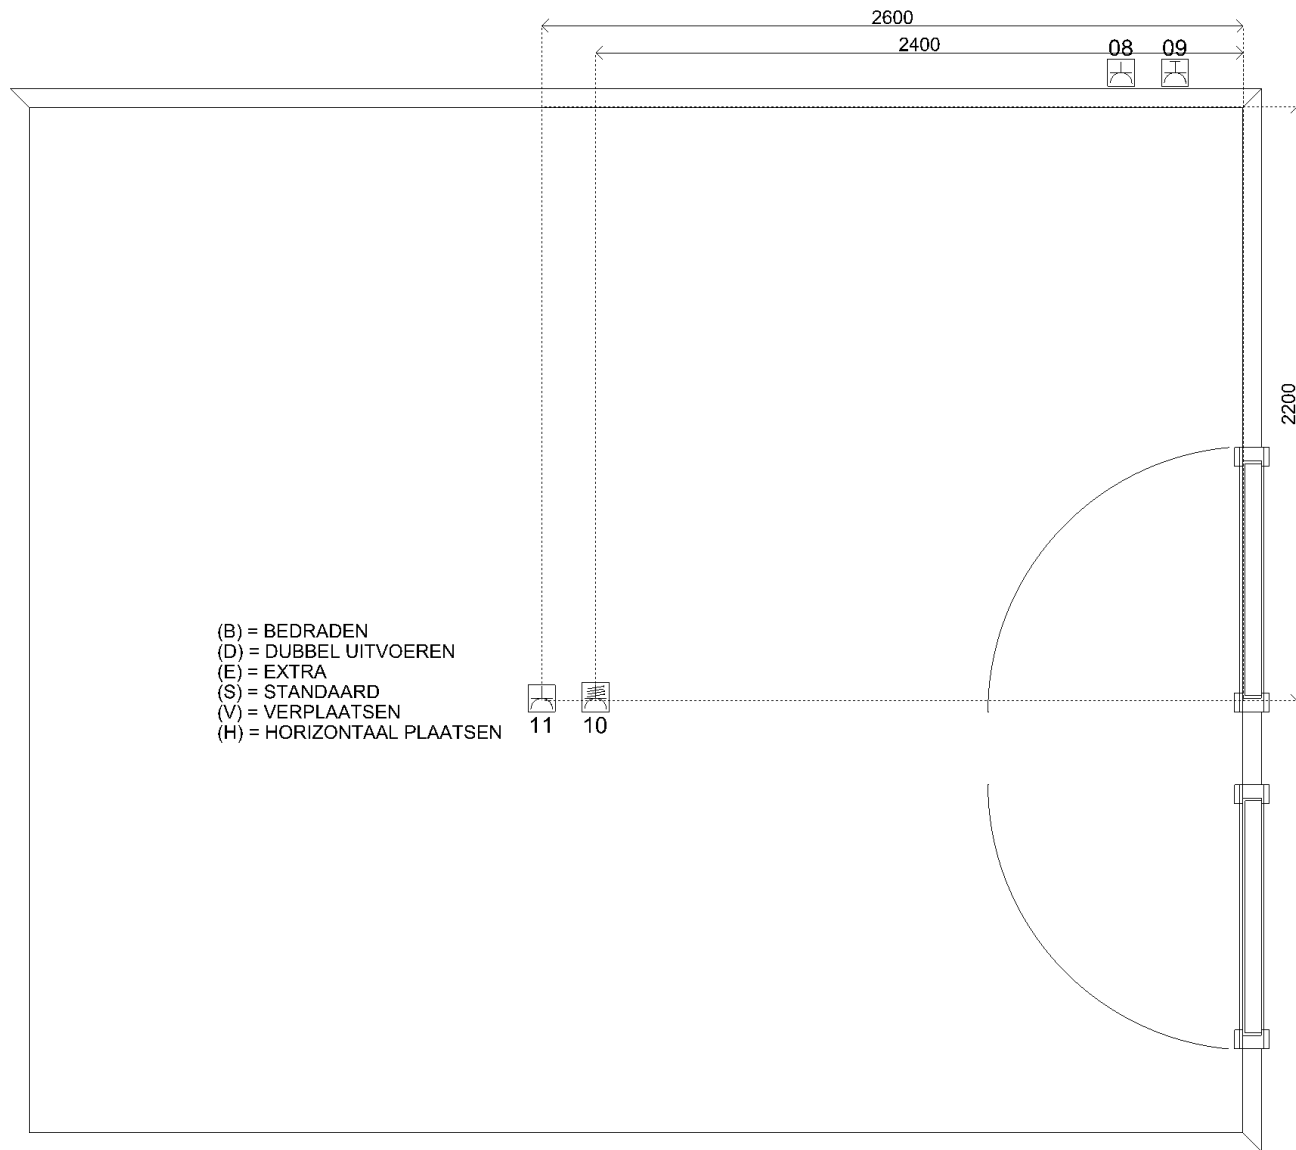 2600
2400
08 09
2200
(B) = BEDRADEN
(D) = DUBBEL UITVOEREN
(E) = EXTRA
(S) = STANDAARD
(V) = VERPLAATSEN
(H) = HORIZONTAAL PLAATSEN
11 10